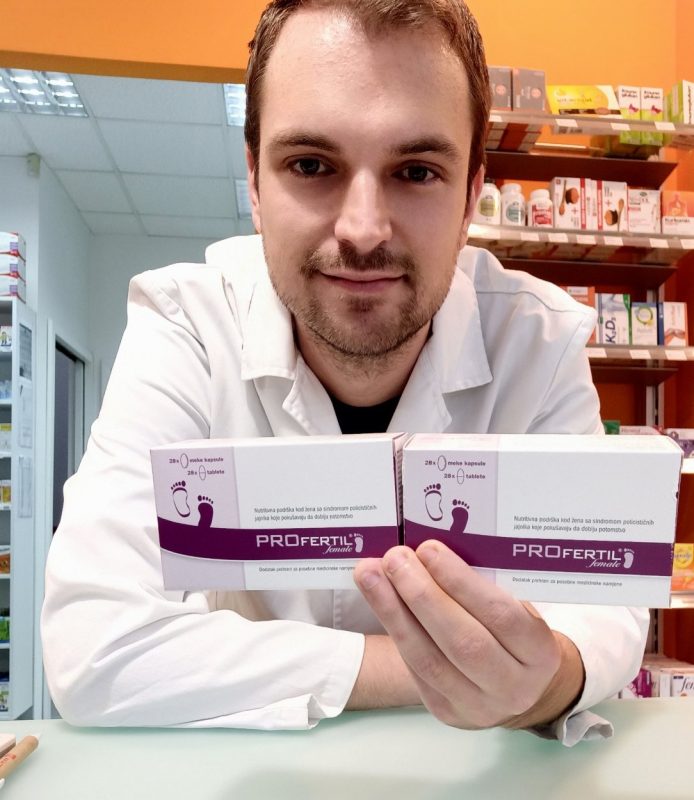 28x meke kapsule
28x tablete
Nutritivna podrška kod žena sa sindromom policističnih
jajnika koje pokušavaju da dobiju potomstvo
PROFERTIL
female
Dodatak prehrani za posebne medicinske namjene
28x meke kapsule
28x tablete
Nutritivna podrška kod žena sa sindromom policističnih
jajnika koje pokušavaju da dobiju potomstvo
PROFERTIL
female
Dodatak prehrani za posebne medicinske namjene